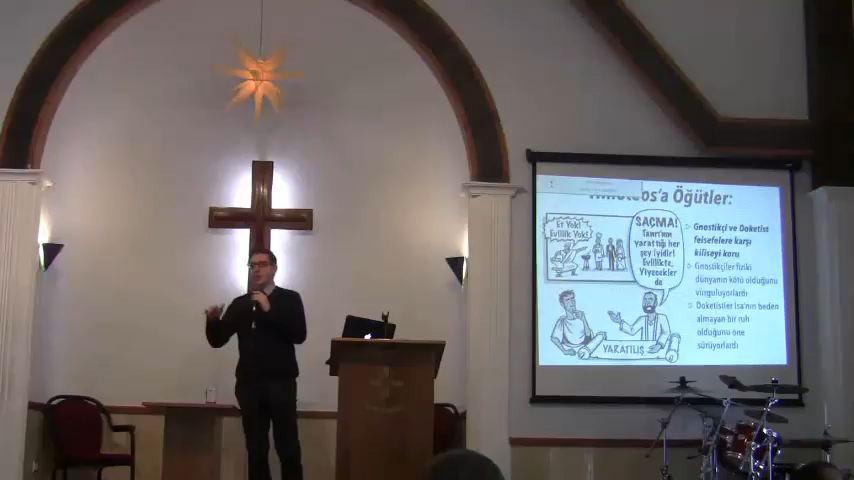 Timoteos'a Öğütler:
Et Yok!
Evlilik Yok!
SAÇMA!
Tanrı'nın
yarattığı her
şey iyidir!
Evlilikte,
Yiyecekler
de
YARATILIŞ
Gnostikçi ve Doketist
felsefelere karşı
kiliseyi koru
Gnostikçiler fiziki
dünyanın kötü olduğunu
vurguluyorlardı
Doketistler İsa'nın beden
almayan bir ruh
olduğunu öne
sürüyorlardı